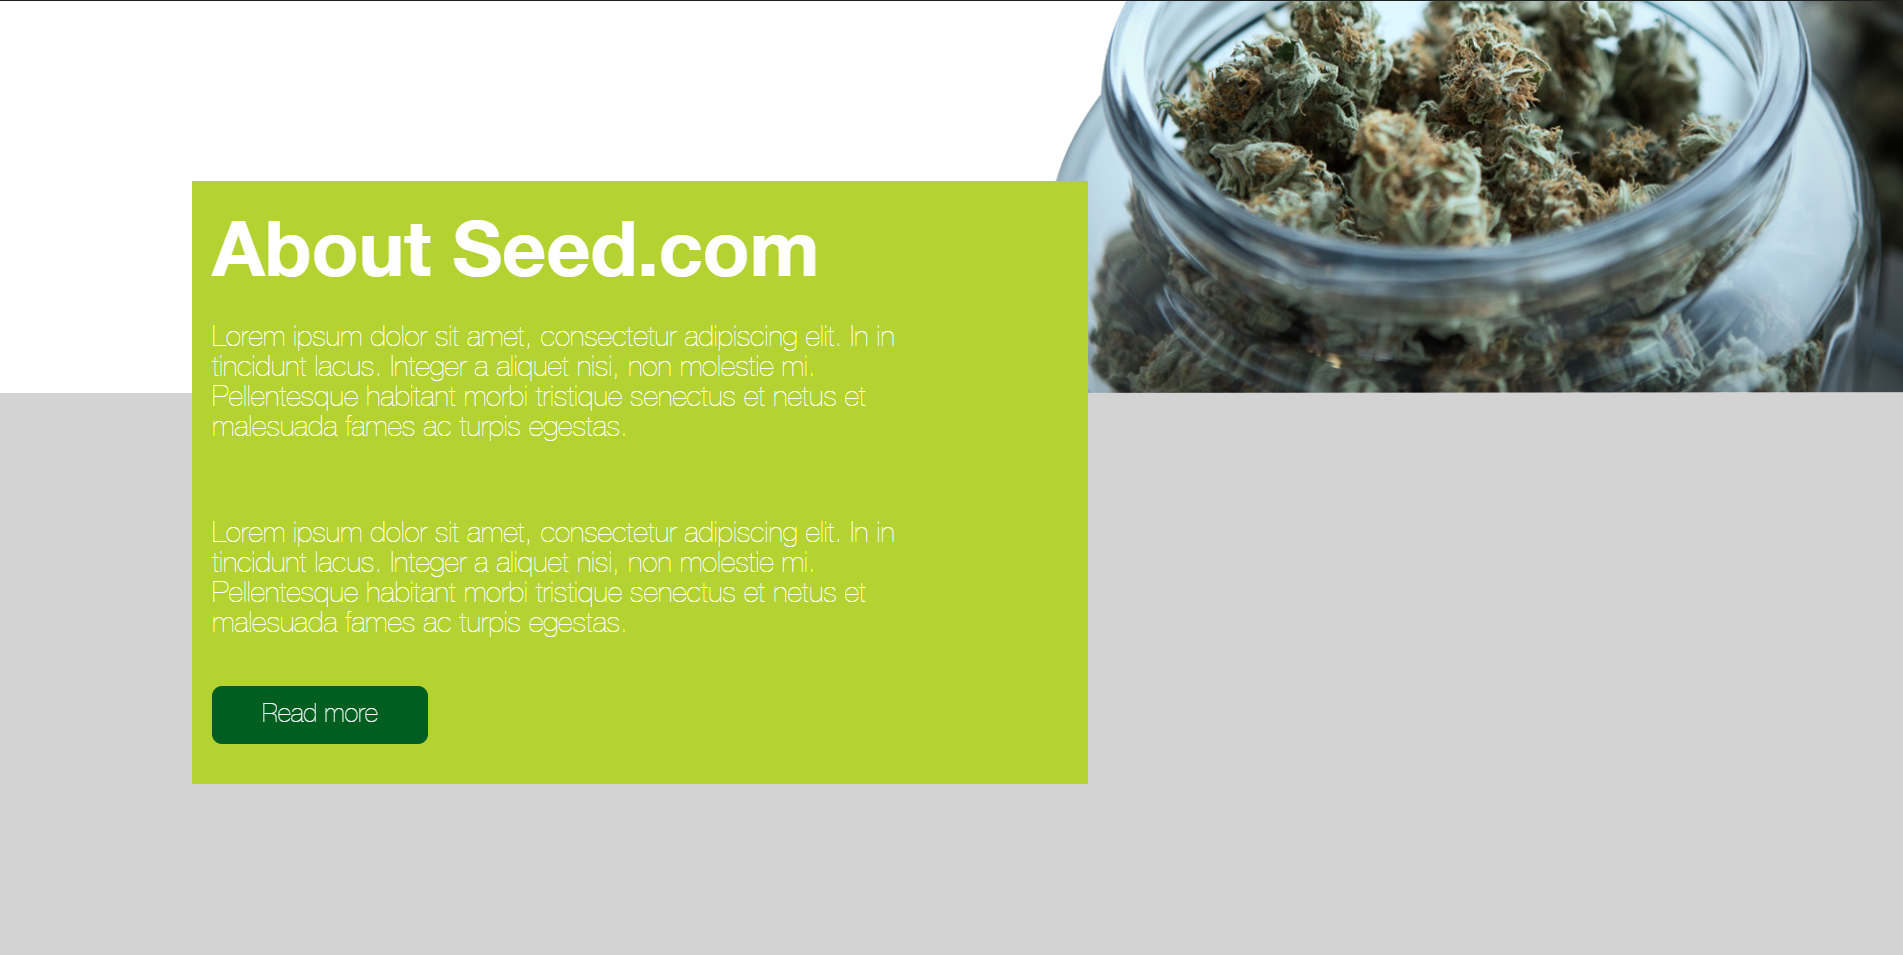 About Seed.com
Lorem ipsum dolor sit amet, consectetur adipiscing elit. In in
tincidunt lacus. Integer a aliquet nisi, non molestie mi.
Pellentesque habitant morbi tristique senectus et netus et
malesuada fames ac turpis egestas.
Lorem ipsum dolor sit amet, consectetur adipiscing elit. In in
tincidunt lacus. Integer a aliquet nisi, non molestie mi.
Pellentesque habitant morbi tristique senectus et netus et
malesuada fames ac turpis egestas.
Read more